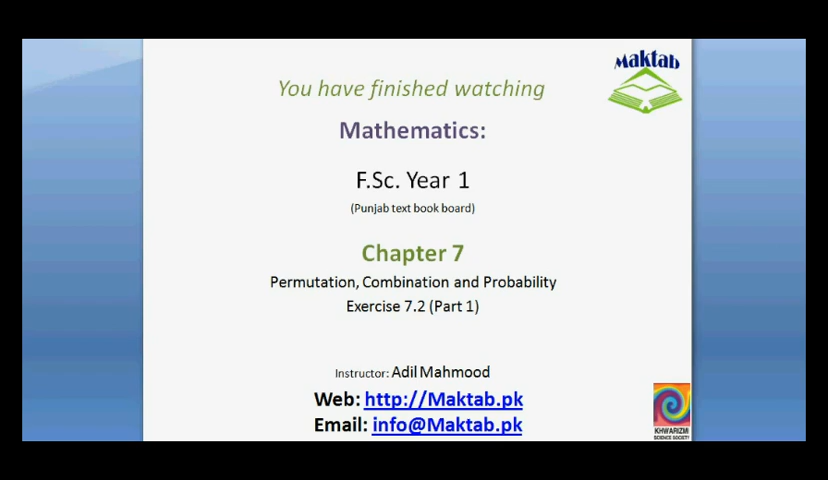 Maktab
You have finished watching
Mathematics:
F.Sc. Year 1
(Punjab text book board)
Chapter 7
Permutation, Combination and Probability
Exercise 7.2 (Part 1)
Instructor: Adil Mahmood
Web: http://Maktab.pk
Email: info@Maktab.pk
KHWARIZMI
SCIENCE SOCIETY